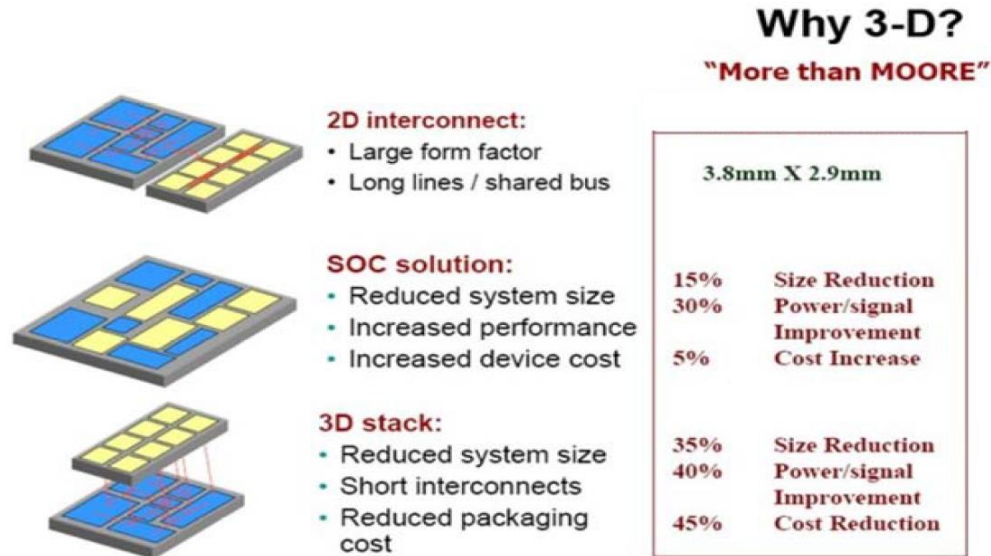 Why 3-D?
"More than MOORE"
2D interconnect:
• Large form factor
• Long lines / shared bus
3.8mm X 2.9mm
SOC solution:
• Reduced system size
• Increased performance
• Increased device cost
15% Size Reduction
30% Power/signal
Improvement
5% Cost Increase
3D stack:
• Reduced system size
• Short interconnects
• Reduced packaging
cost
35% Size Reduction
40% Power/signal
Improvement
45% Cost Reduction